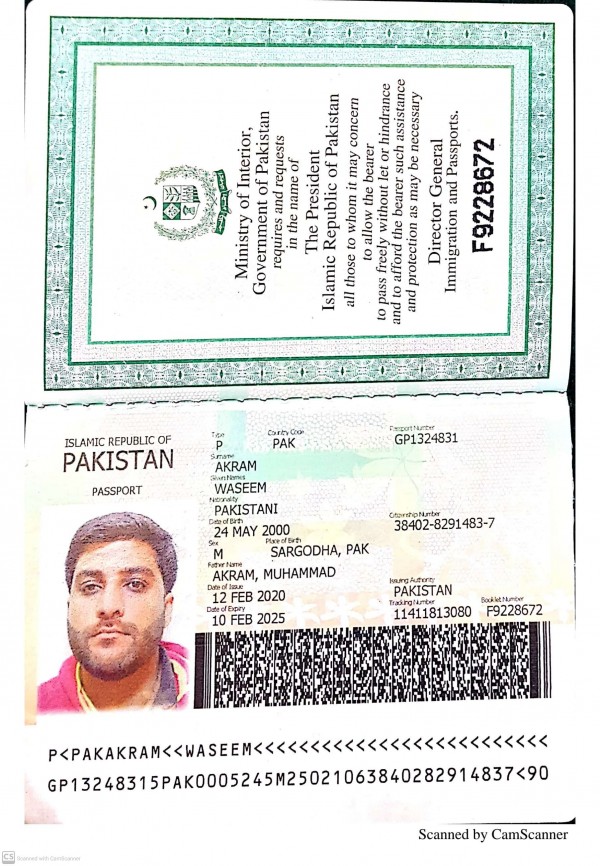 Ministry of Interior,
Government of Pakistan
requires and requests
in the name of
The President
Islamic Republic of Pakistan
all those to whom it may concern
to allow the bearer
to pass freely without let or hindrance
and to afford the bearer such assistance
and protection as may be necessary
Director General
Immigration and Passports.
F9228672
ISLAMIC REPUBLIC OF
PAKISTAN
PASSPORT
Type Country Code Passport Number
P PAK GP1324831
Surname
AKRAM
Given Names
WASEEM
Nationality
PAKISTANI
Date of Birth Citizenship Number
24 MAY 2000 38402-8291483-7
Sex Place of Birth
M SARGODHA, PAK
Father Name
AKRAM, MUHAMMAD
Date of Issue Issuing Authority
12 FEB 2020 PAKISTAN
Date of Expiry Tracking Number Booklet Number
10 FEB 2025 11411813080 F9228672
P<PAKAKRAM<<WASEEM<<<<<<<<<<<<<<<<<<<<<<<<<<
GP13248315PAK0005245M25021063840282914837<90
Scanned by CamScanner
CS Scanned with CamScanner